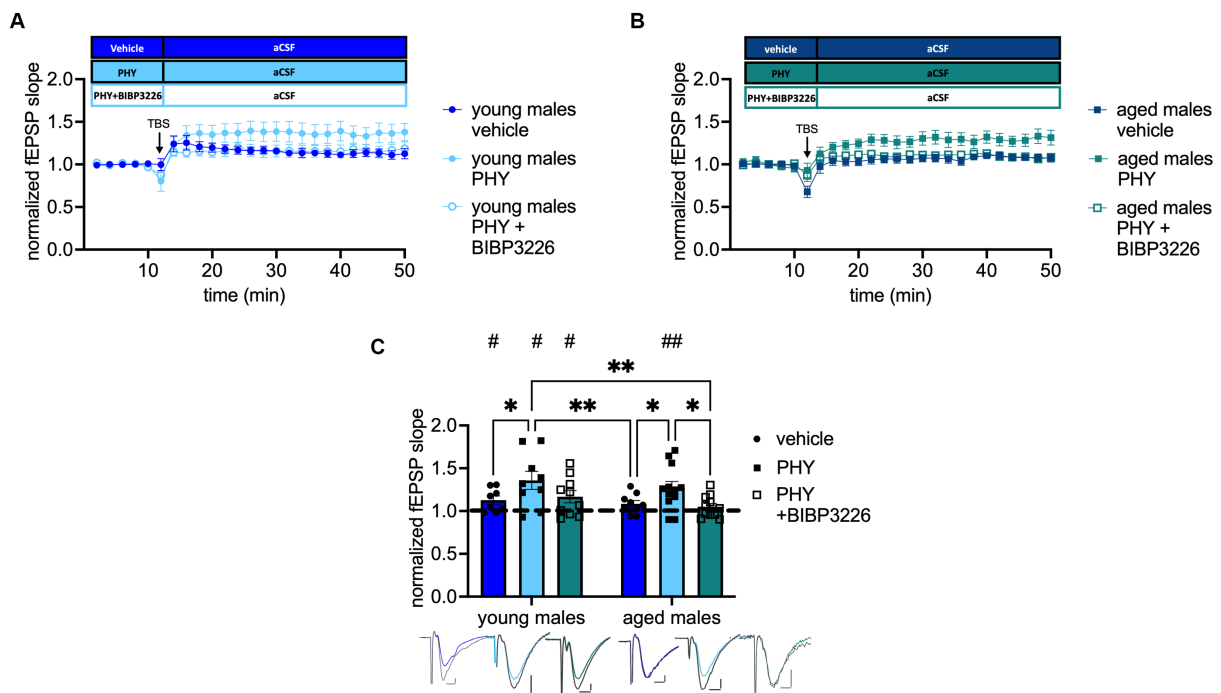 A
Vehicle aCSF
PHY aCSF
PHY+BIBP3226 aCSF
normalized fEPSP slope
2.0
1.5
1.0
0.5
0.0
TBS
10 20 30 40 50
time (min)
young males
vehicle
young males
PHY
young males
PHY +
BIBP3226
B
vehicle aCSF
PHY aCSF
PHY+BIBP3226 aCSF
normalized fEPSP slope
2.0
1.5
1.0
0.5
0.0
TBS
10 20 30 40 50
time (min)
aged males
vehicle
aged males
PHY
aged males
PHY +
BIBP3226
C
# # # ##
**
* ** * *
normalized fEPSP slope
2.0
1.5
1.0
0.5
0.0
young males aged males
vehicle
PHY
PHY
+BIBP3226